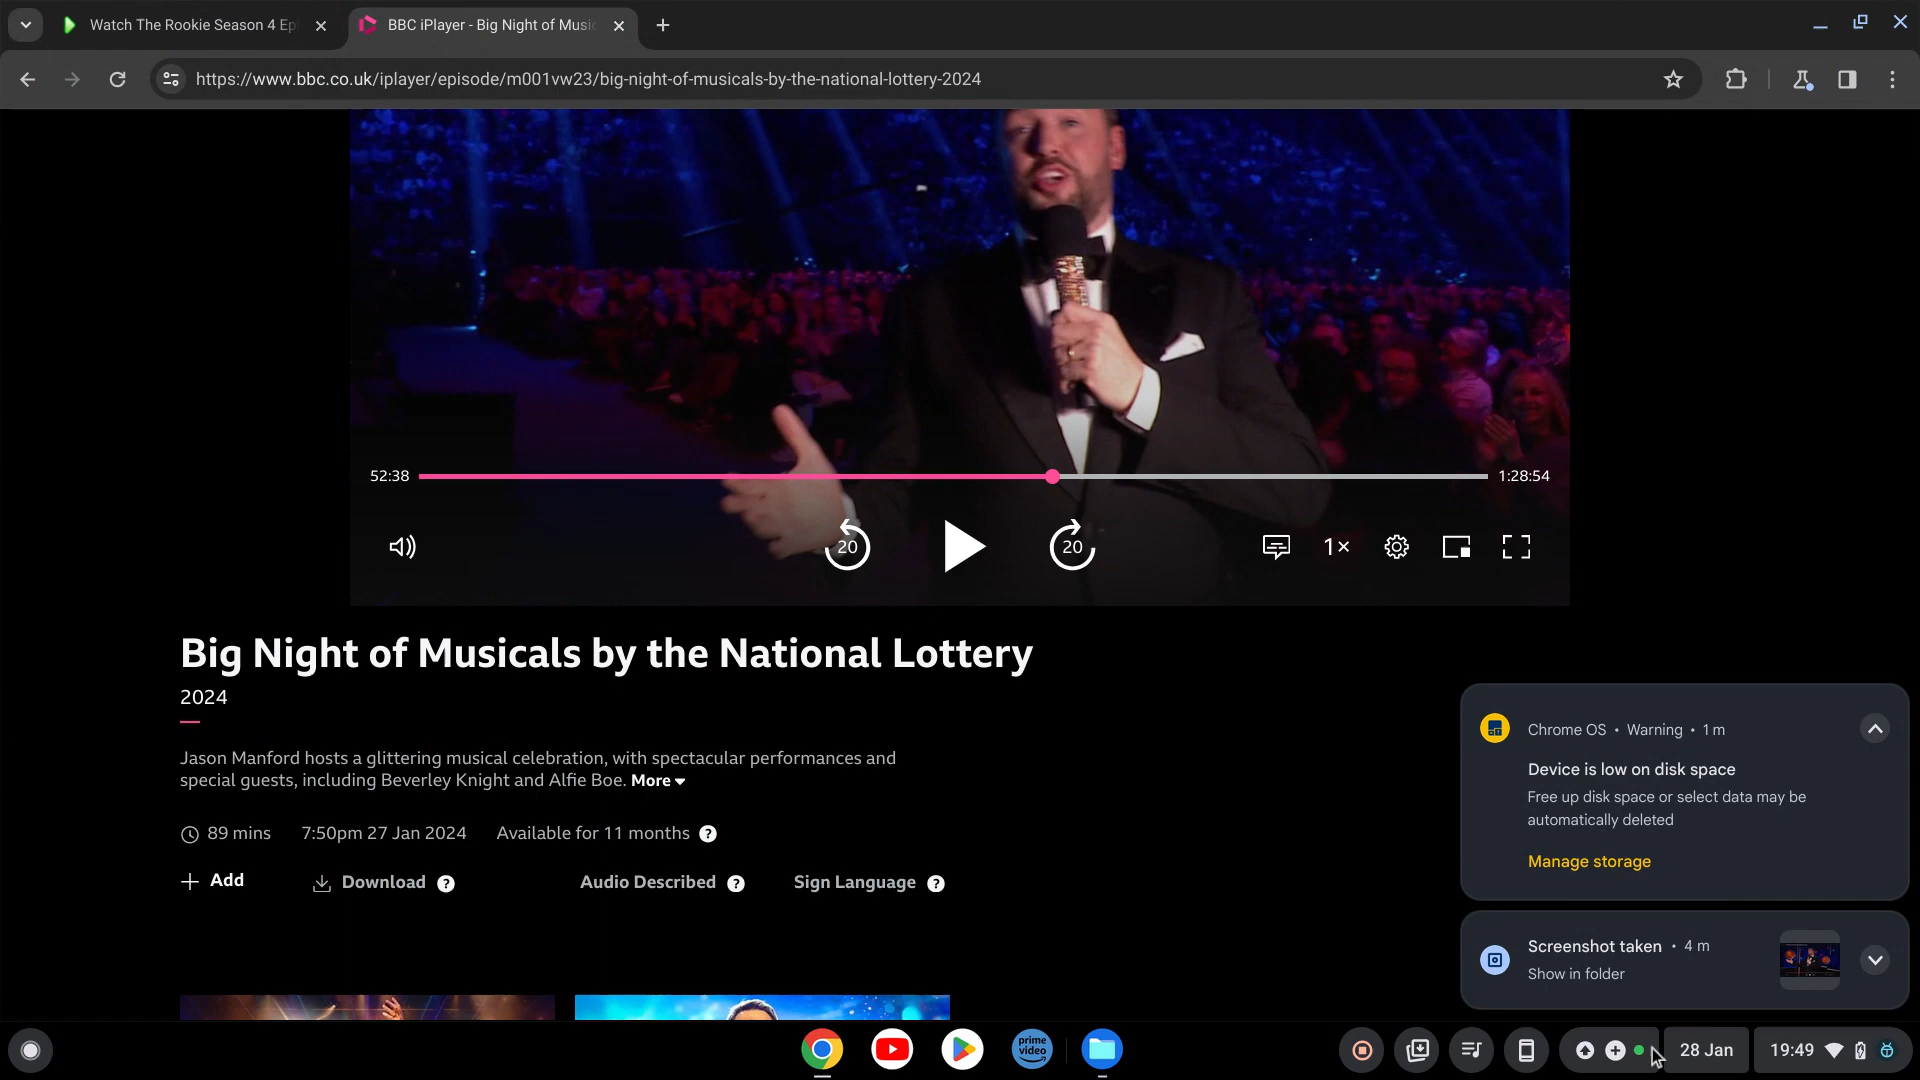 Watch The Rookie Season 4 Ep
BBC iPlayer - Big Night of Music
https://www.bbc.co.uk/iplayer/episode/m001vw23/big-night-of-musicals-by-the-national-lottery-2024
52:38
1:28:54
20
20
1×
Big Night of Musicals by the National Lottery
2024
Jason Manford hosts a glittering musical celebration, with spectacular performances and
special guests, including Beverley Knight and Alfie Boe. More
89 mins 7:50pm 27 Jan 2024 Available for 11 months ?
Add Download ? Audio Described ? Sign Language ?
Chrome OS • Warning • 1 m
Device is low on disk space
Free up disk space or select data may be
automatically deleted
Manage storage
Screenshot taken • 4 m
Show in folder
prime
video
28 Jan
19:49